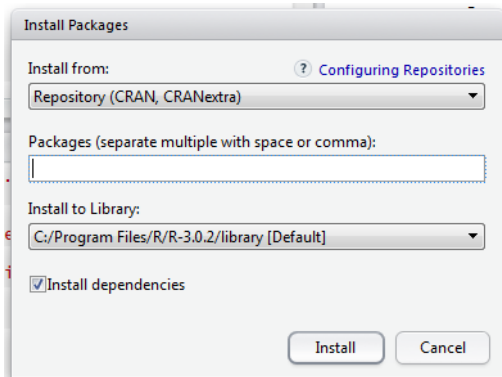 Install Packages
Install from:
? Configuring Repositories
Repository (CRAN, CRANextra)
Packages (separate multiple with space or comma):
Install to Library:
C:/Program Files/R/R-3.0.2/library [Default]
Install dependencies
Install
Cancel